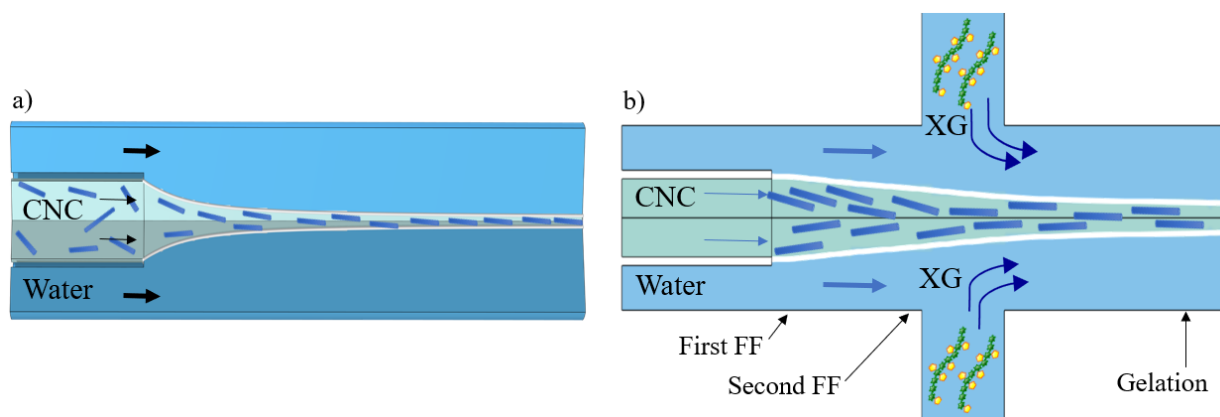 a)
CNC
Water
b)
XG
CNC
Water
XG
First FF
Second FF
Gelation